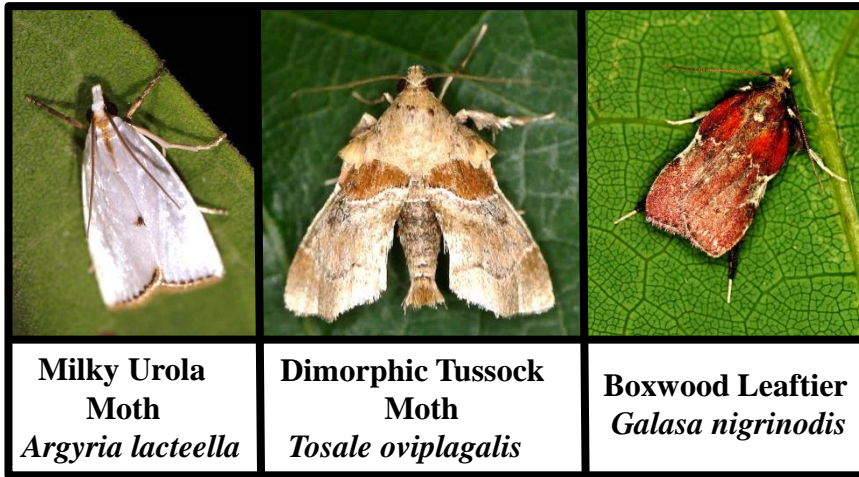 Milky Urola
Moth
Argyria lacteella
Dimorphic Tussock
Moth
Tosale oviplagalis
Boxwood Leaftier
Galasa nigrinodis